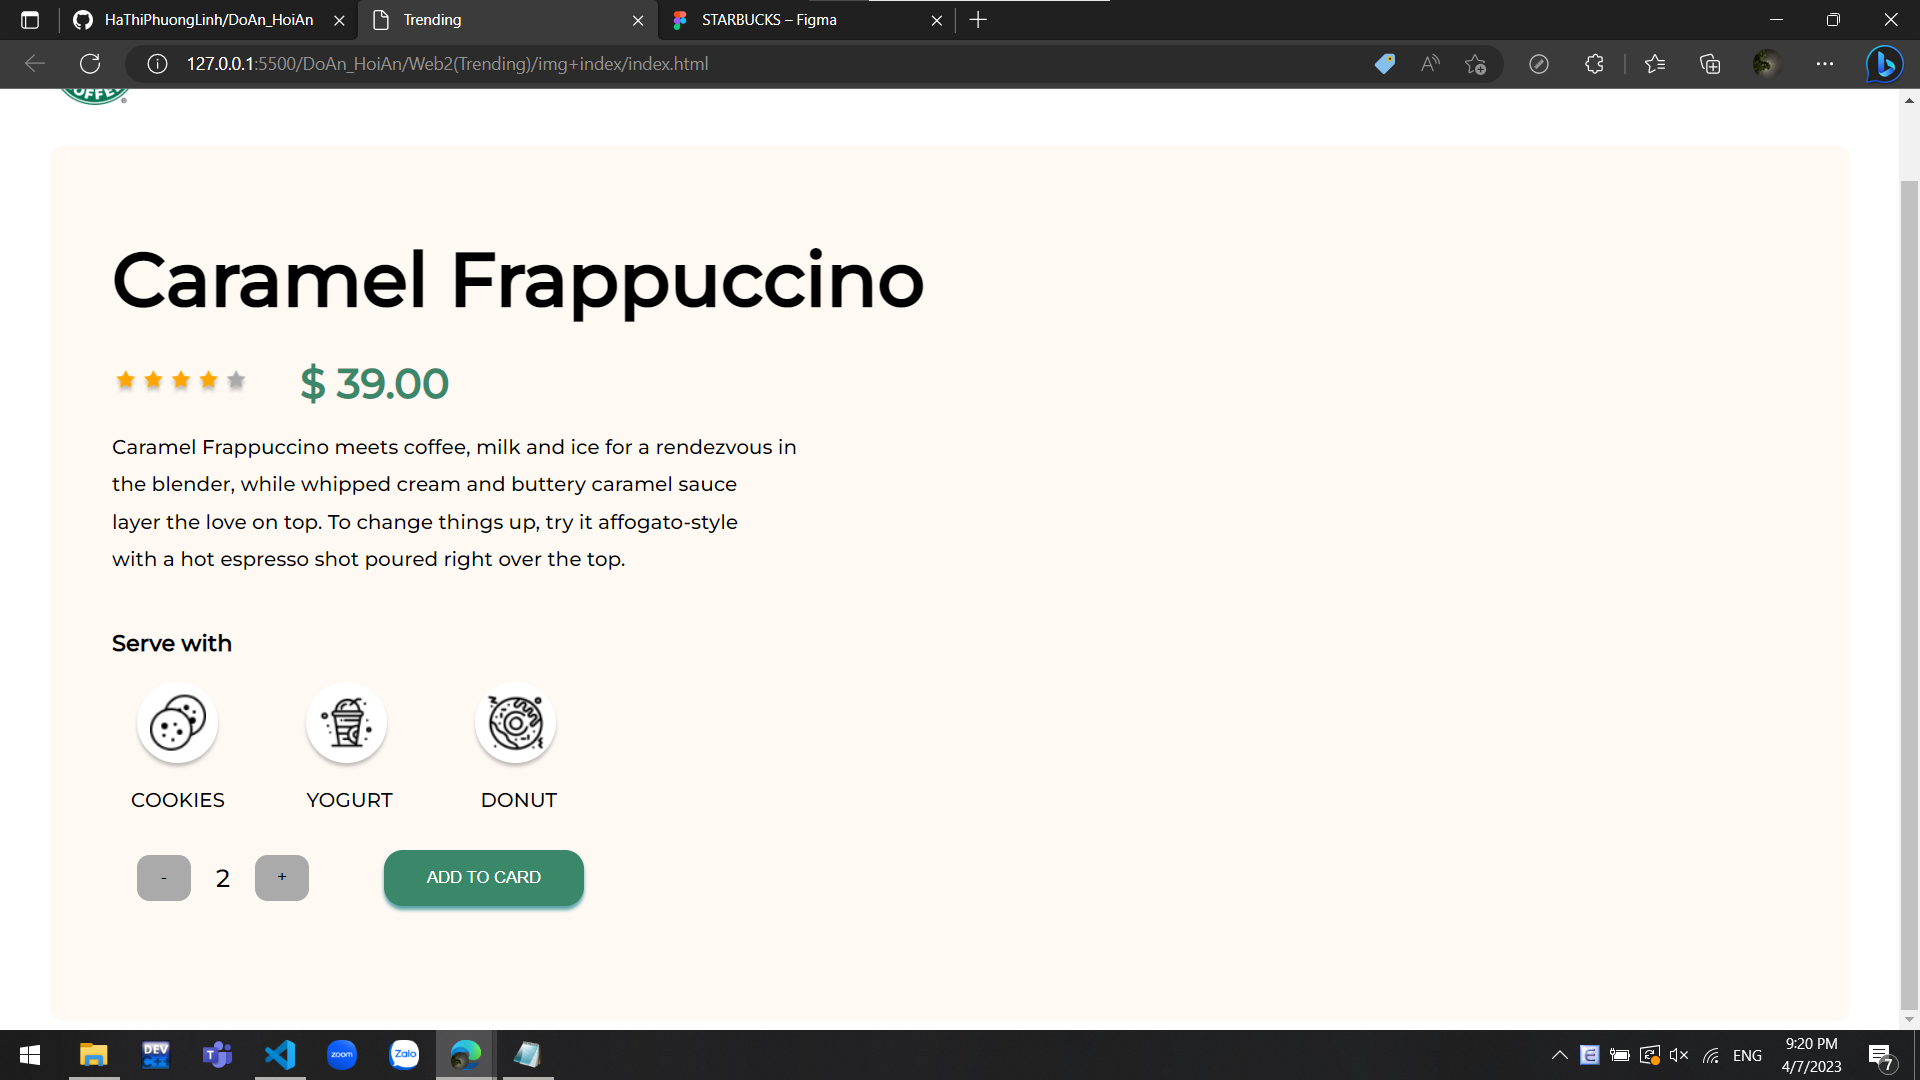 HaThiPhuongLinh/DoAn_HoiAn
Trending
STARBUCKS – Figma
127.0.0.1:5500/DoAn_HoiAn/Web2(Trending)/img+index/index.html
COFFEE
Caramel Frappuccino
$ 39.00
Caramel Frappuccino meets coffee, milk and ice for a rendezvous in
the blender, while whipped cream and buttery caramel sauce
layer the love on top. To change things up, try it affogato-style
with a hot espresso shot poured right over the top.
Serve with
COOKIES YOGURT DONUT
- 2 + ADD TO CARD
DEV
C++
T
zoom
Zalo
E
ENG
9:20 PM
4/7/2023
7